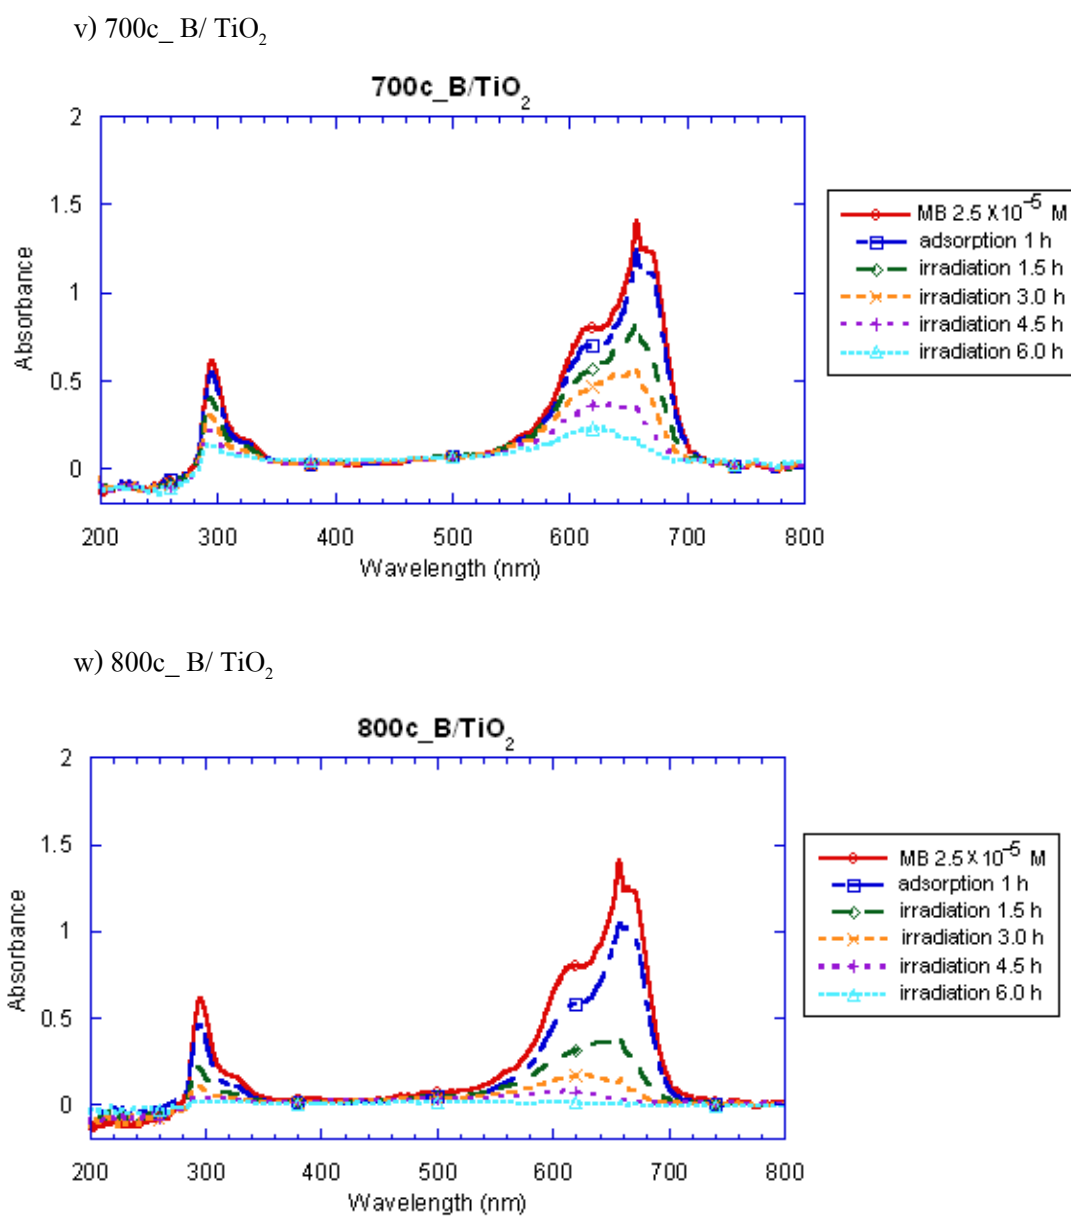 v) 700c_ B/ TiO₂
700c_B/TiO₂
2
1.5
1
0.5
0
Absorbance
200 300 400 500 600 700 800
Wavelength (nm)
MB 2.5 X10⁻⁵ M
adsorption 1 h
irradiation 1.5 h
irradiation 3.0 h
irradiation 4.5 h
irradiation 6.0 h
w) 800c_ B/ TiO₂
800c_B/TiO₂
2
1.5
1
0.5
0
Absorbance
200 300 400 500 600 700 800
Wavelength (nm)
MB 2.5 X 10⁻⁵ M
adsorption 1 h
irradiation 1.5 h
irradiation 3.0 h
irradiation 4.5 h
irradiation 6.0 h